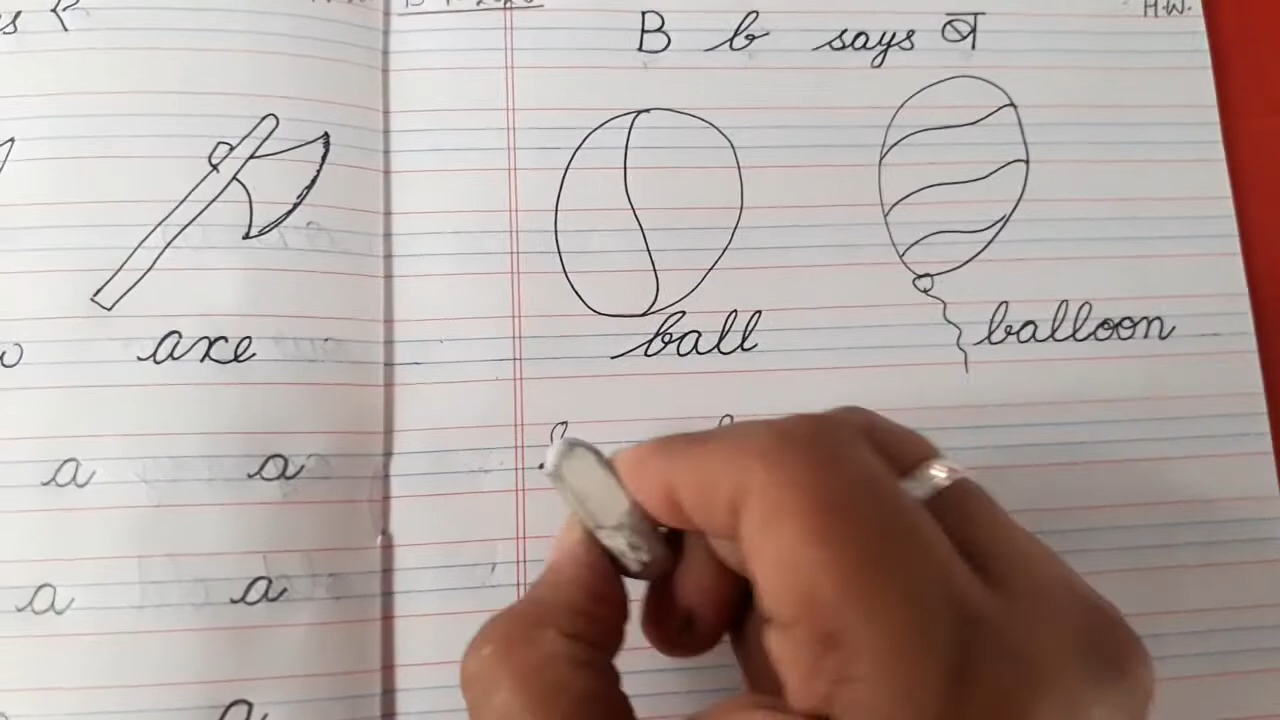 H.W.
B b says ब
axe
ball
balloon
a a
a a
a